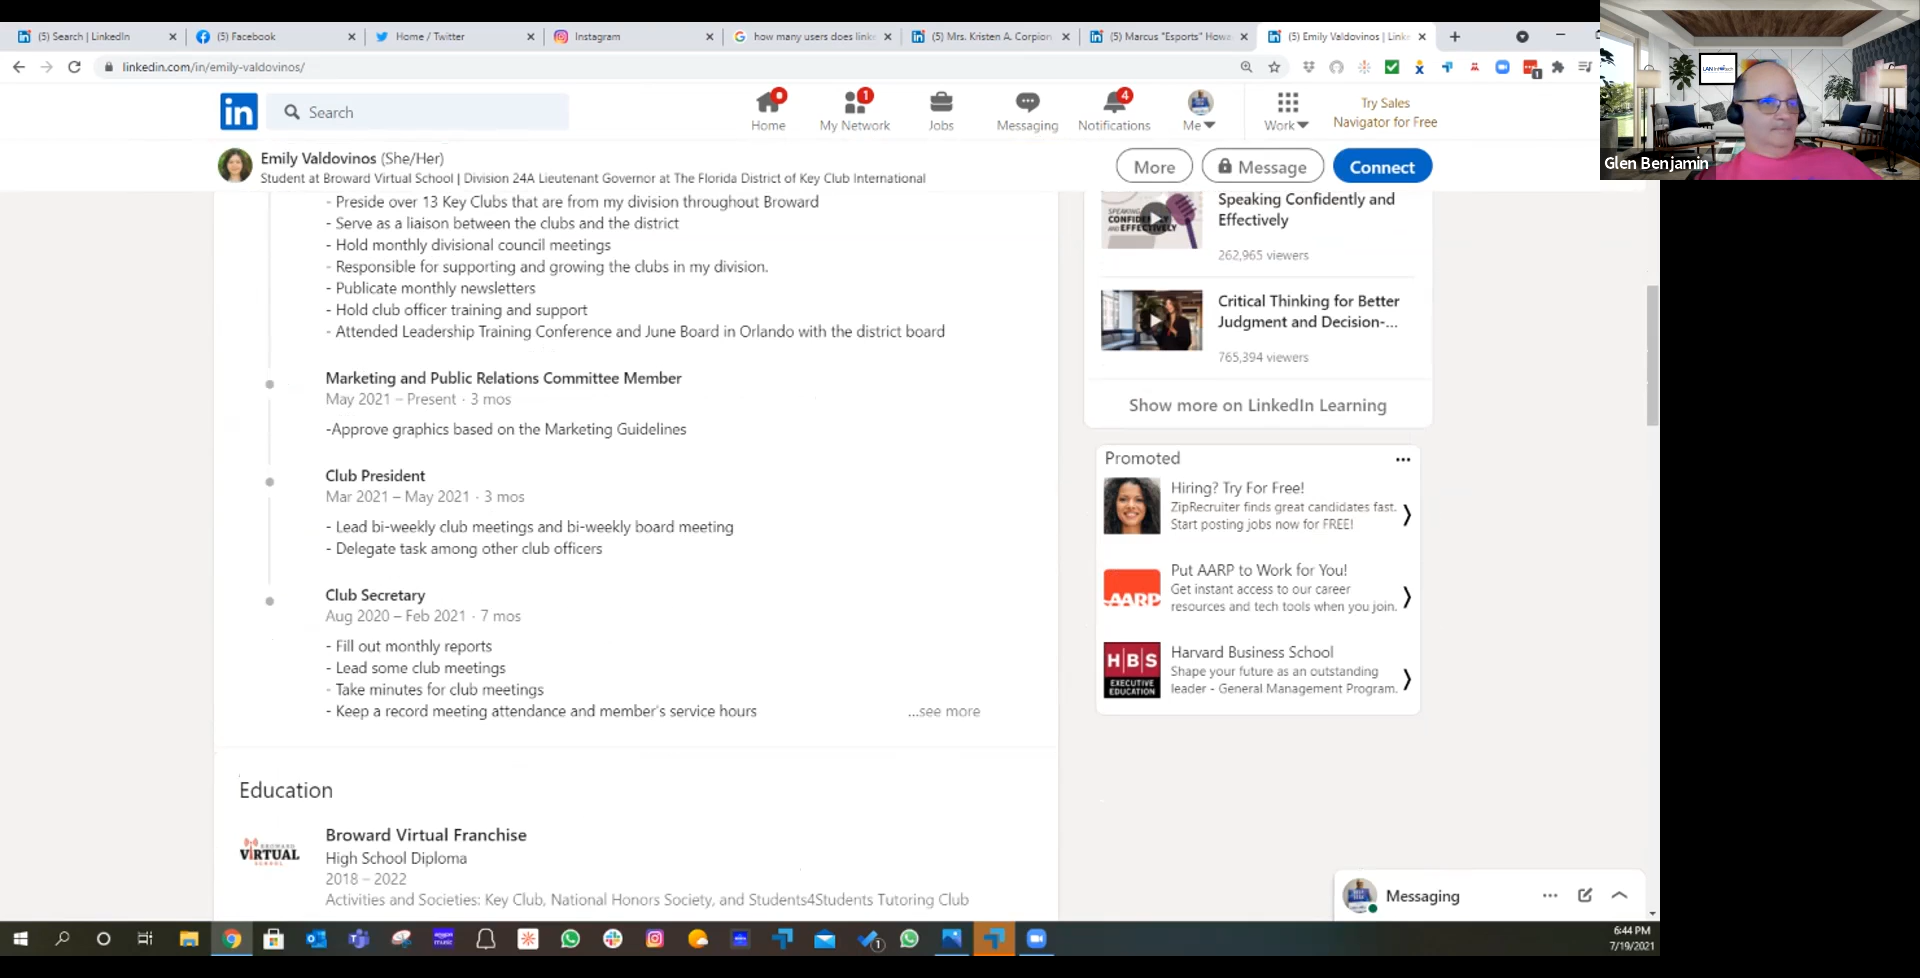 (5) Search | LinkedIn
(5) Facebook
Home / Twitter
Instagram
how many users does link
(5) Mrs. Kristen A. Corpion
(5) Marcus "Esports" Howa
(5) Emily Valdovinos | Linke
linkedin.com/in/emily-valdovinos/
in
Search
Home
1
My Network
Jobs
Messaging
4
Notifications
Me
Work
Try Sales
Navigator for Free
Glen Benjamin
Emily Valdovinos (She/Her)
Student at Broward Virtual School | Division 24A Lieutenant Governor at The Florida District of Key Club International
More
Message
Connect
- Preside over 13 Key Clubs that are from my division throughout Broward
- Serve as a liaison between the clubs and the district
- Hold monthly divisional council meetings
- Responsible for supporting and growing the clubs in my division.
- Publicate monthly newsletters
- Hold club officer training and support
- Attended Leadership Training Conference and June Board in Orlando with the district board
Marketing and Public Relations Committee Member
May 2021 – Present · 3 mos
-Approve graphics based on the Marketing Guidelines
Club President
Mar 2021 – May 2021 · 3 mos
- Lead bi-weekly club meetings and bi-weekly board meeting
- Delegate task among other club officers
Club Secretary
Aug 2020 – Feb 2021 · 7 mos
- Fill out monthly reports
- Lead some club meetings
- Take minutes for club meetings
- Keep a record meeting attendance and member's service hours
...see more
Education
VIRTUAL
Broward Virtual Franchise
High School Diploma
2018 – 2022
Activities and Societies: Key Club, National Honors Society, and Students4Students Tutoring Club
SPEAKING
CONFIDENTLY
AND EFFECTIVELY
Speaking Confidently and
Effectively
262,965 viewers
Critical Thinking for Better
Judgment and Decision-...
765,394 viewers
Show more on LinkedIn Learning
Promoted
Hiring? Try For Free!
ZipRecruiter finds great candidates fast.
Start posting jobs now for FREE!
AARP
Put AARP to Work for You!
Get instant access to our career
resources and tech tools when you join.
H|B|S
EXECUTIVE
EDUCATION
Harvard Business School
Shape your future as an outstanding
leader - General Management Program.
Messaging
6:44 PM
7/19/2021